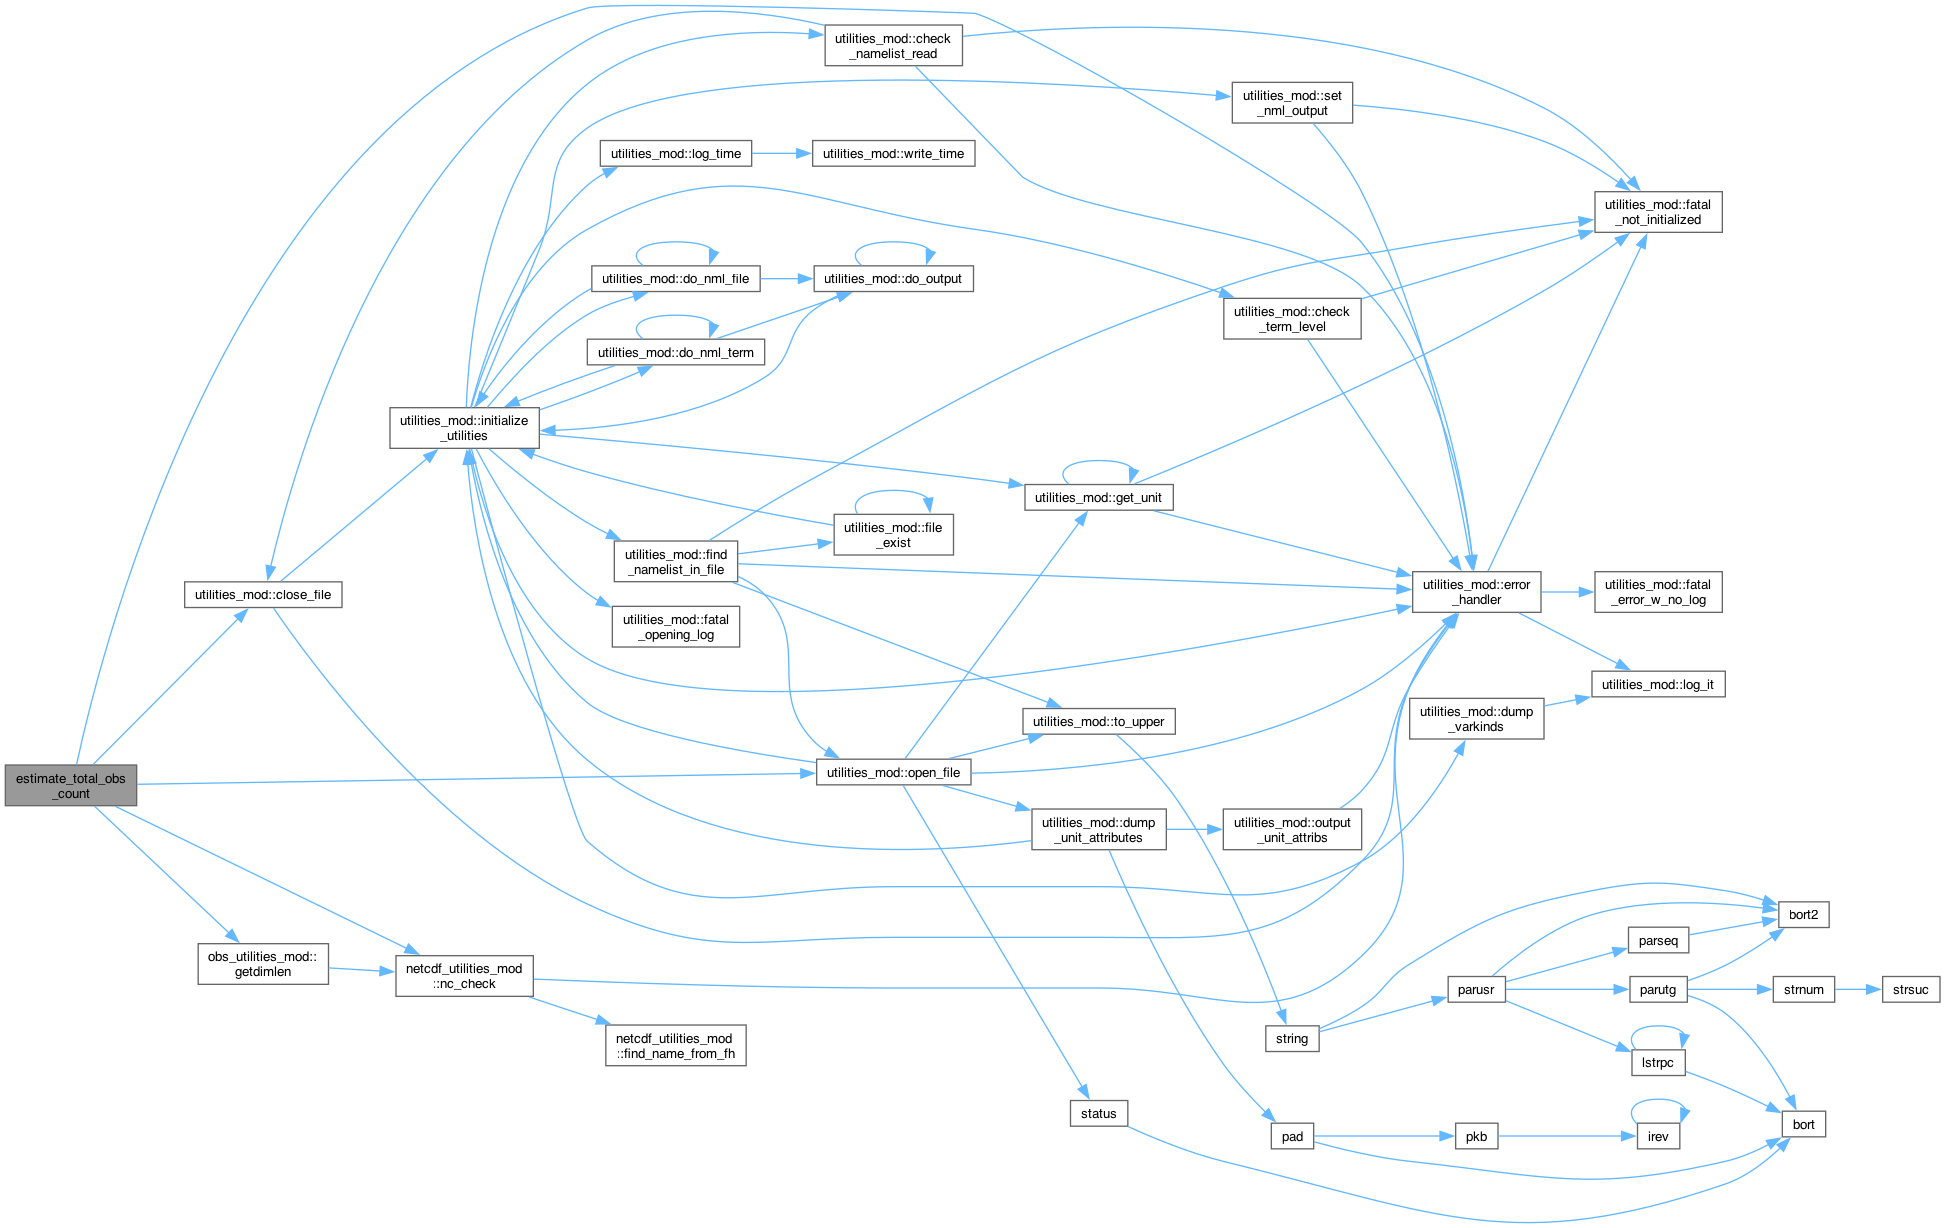 utilities_mod::check
_namelist_read
utilities_mod::set
_nml_output
utilities_mod::log_time
utilities_mod::write_time
utilities_mod::fatal
_not_initialized
utilities_mod::do_nml_file
utilities_mod::do_output
utilities_mod::check
_term_level
utilities_mod::do_nml_term
utilities_mod::initialize
_utilities
utilities_mod::get_unit
utilities_mod::file
_exist
utilities_mod::find
_namelist_in_file
utilities_mod::close_file
utilities_mod::error
_handler
utilities_mod::fatal
_error_w_no_log
utilities_mod::fatal
_opening_log
utilities_mod::log_it
utilities_mod::to_upper
utilities_mod::dump
_varkinds
estimate_total_obs
_count
utilities_mod::open_file
utilities_mod::dump
_unit_attributes
utilities_mod::output
_unit_attribs
bort2
parseq
obs_utilities_mod::
getdimlen
netcdf_utilities_mod
::nc_check
parusr
parutg
strnum
strsuc
netcdf_utilities_mod
::find_name_from_fh
string
lstrpc
status
pad
pkb
irev
bort